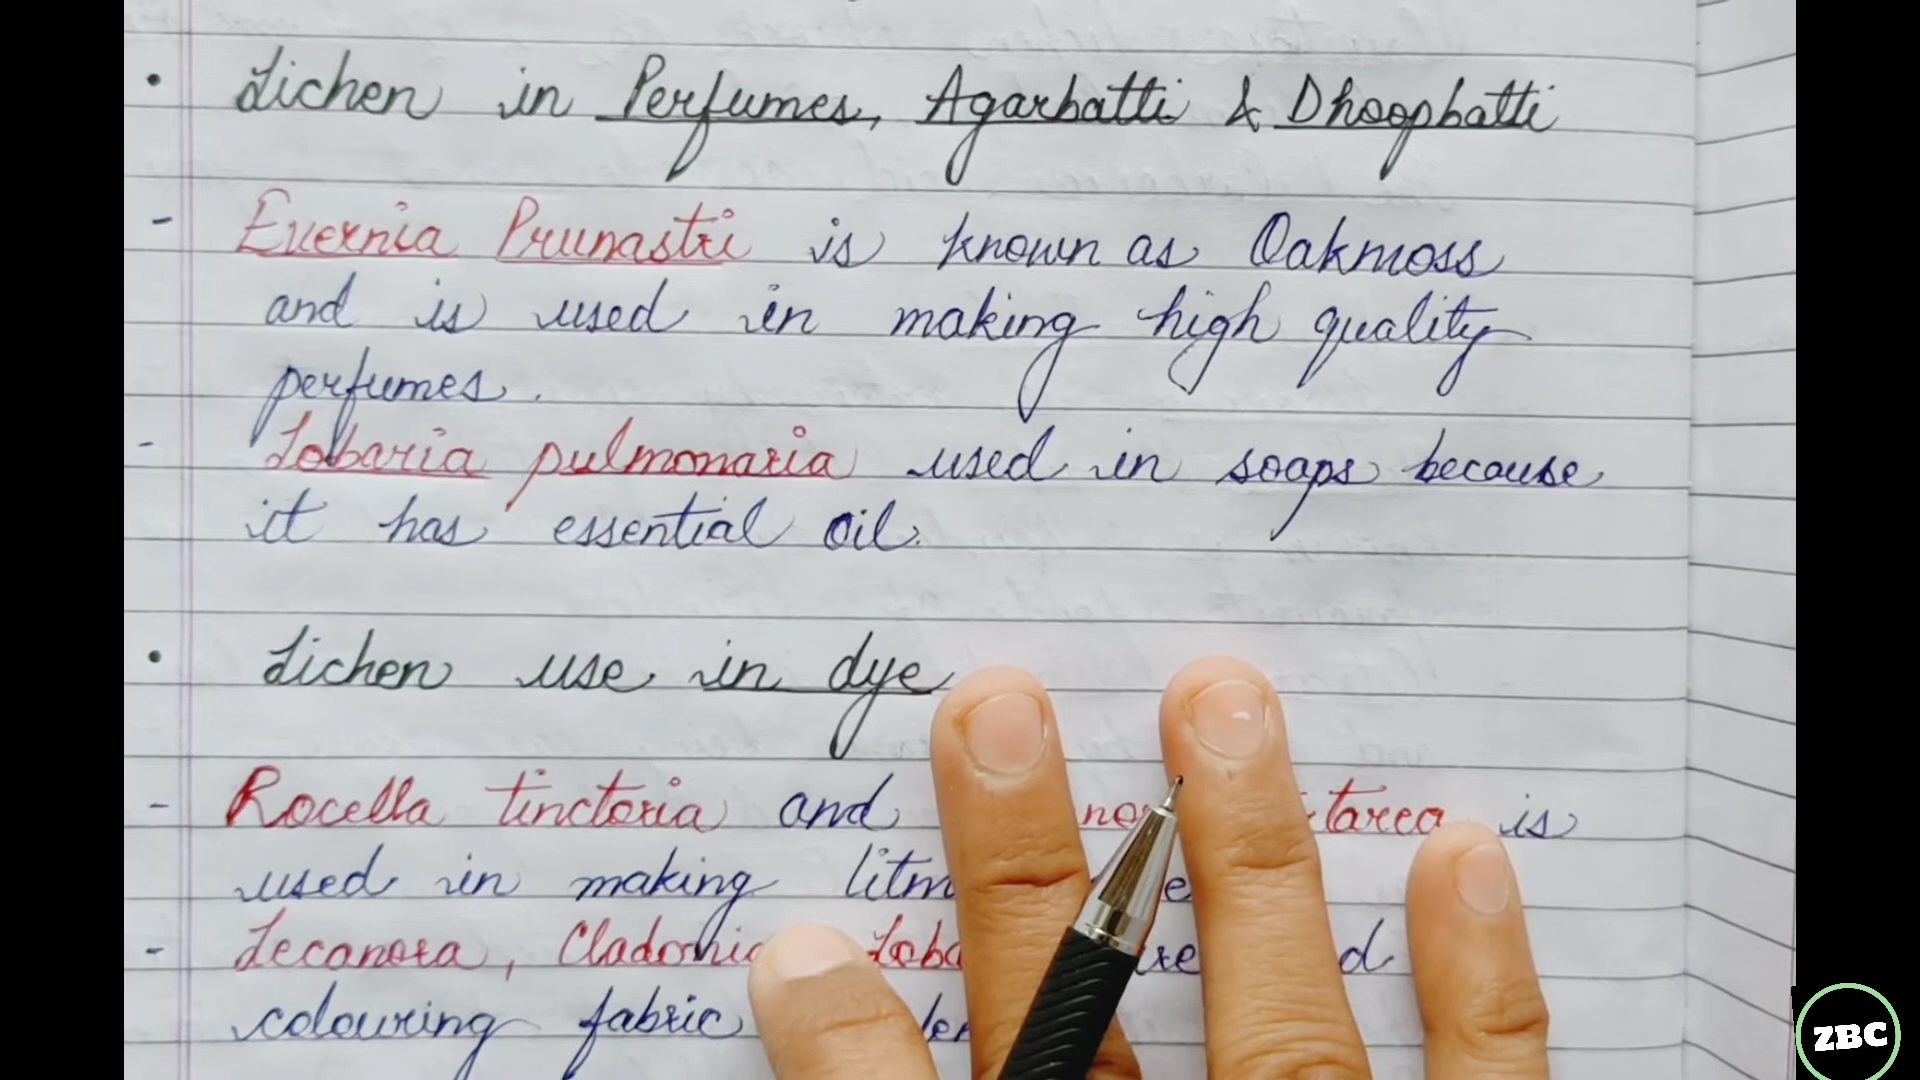 • Lichen in Perfumes, Agarbatti & Dhoopbatti
- Evernia Prunastri is known as Oakmoss
and is used in making high quality
perfumes.
- Lobaria pulmonaria used in soaps because
it has essential oil.
• Lichen use in dye
- Rocella tinctoria and is
used in making
- Lecanora,
colouring fabric
ZBC